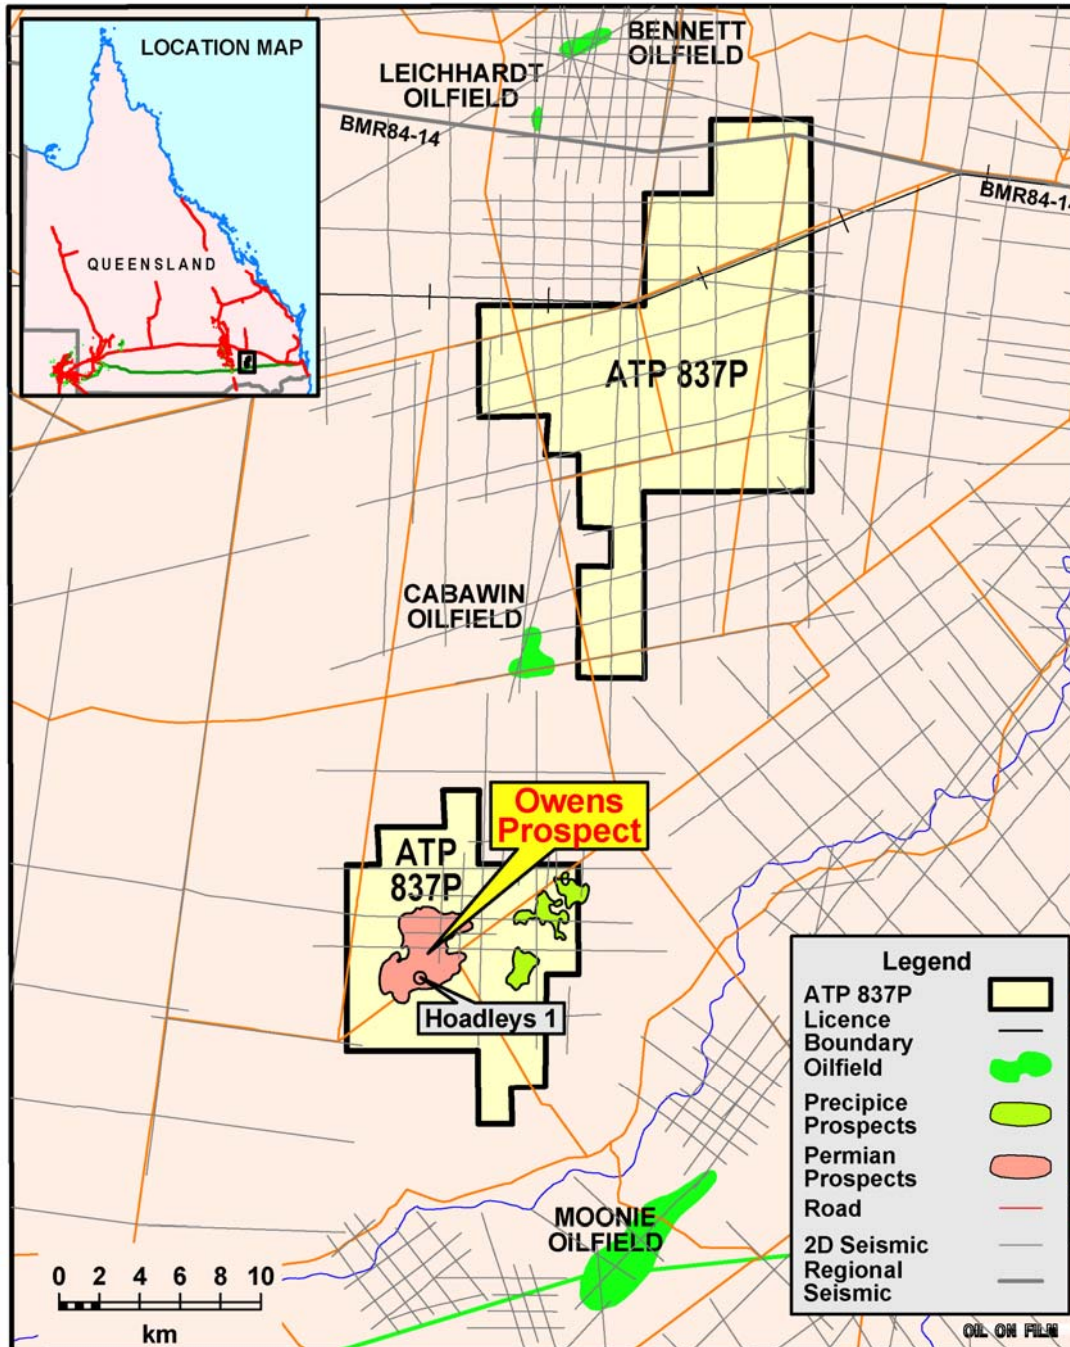 LOCATION MAP
QUEENSLAND
BENNETT
OILFIELD
LEICHHARDT
OILFIELD
BMR84-14
BMR84-14
ATP 837P
CABAWIN
OILFIELD
Owens
Prospect
ATP
837P
Hoadleys 1
MOONIE
OILFIELD
0 2 4 6 8 10
km
Legend
ATP 837P
Licence
Boundary
Oilfield
Precipice
Prospects
Permian
Prospects
Road
2D Seismic
Regional
Seismic
OIL ON FILM